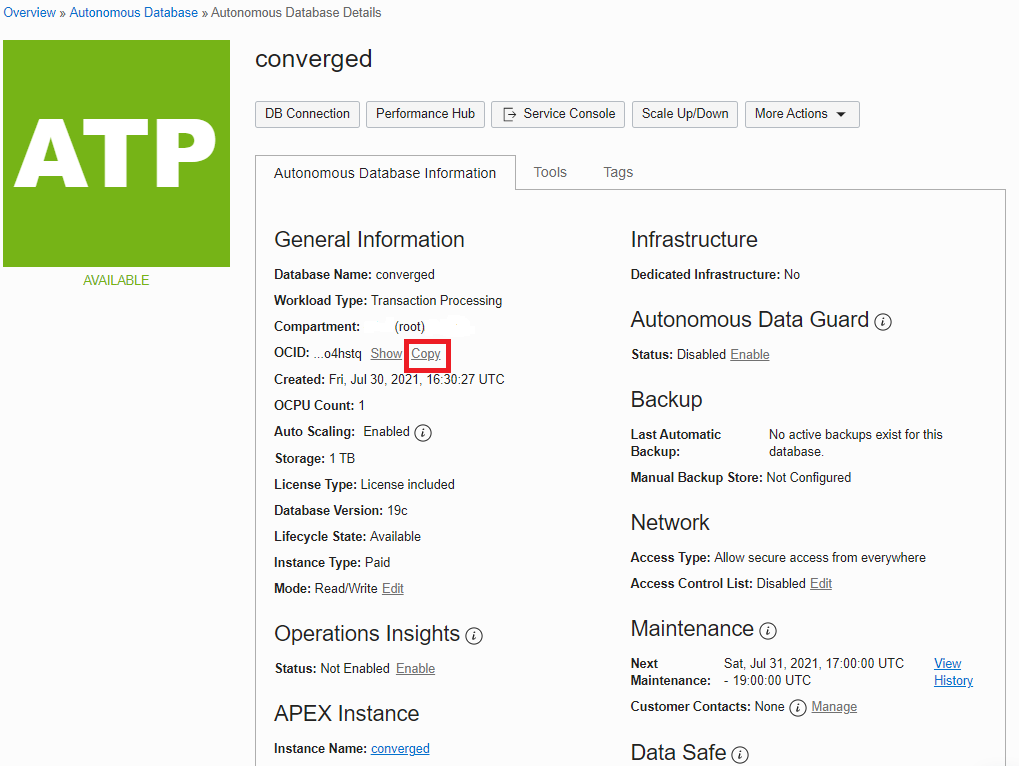 Overview » Autonomous Database » Autonomous Database Details
ATP
AVAILABLE
converged
DB Connection
Performance Hub
Service Console
Scale Up/Down
More Actions
Autonomous Database Information
Tools
Tags
General Information
Database Name: converged
Workload Type: Transaction Processing
Compartment: (root)
OCID: ...o4hstq Show Copy
Created: Fri, Jul 30, 2021, 16:30:27 UTC
OCPU Count: 1
Auto Scaling: Enabled i
Storage: 1 TB
License Type: License included
Database Version: 19c
Lifecycle State: Available
Instance Type: Paid
Mode: Read/Write Edit
Operations Insights i
Status: Not Enabled Enable
APEX Instance
Instance Name: converged
Infrastructure
Dedicated Infrastructure: No
Autonomous Data Guard i
Status: Disabled Enable
Backup
Last Automatic No active backups exist for this
Backup: database.
Manual Backup Store: Not Configured
Network
Access Type: Allow secure access from everywhere
Access Control List: Disabled Edit
Maintenance i
Next Sat, Jul 31, 2021, 17:00:00 UTC View
Maintenance: - 19:00:00 UTC History
Customer Contacts: None i Manage
Data Safe i